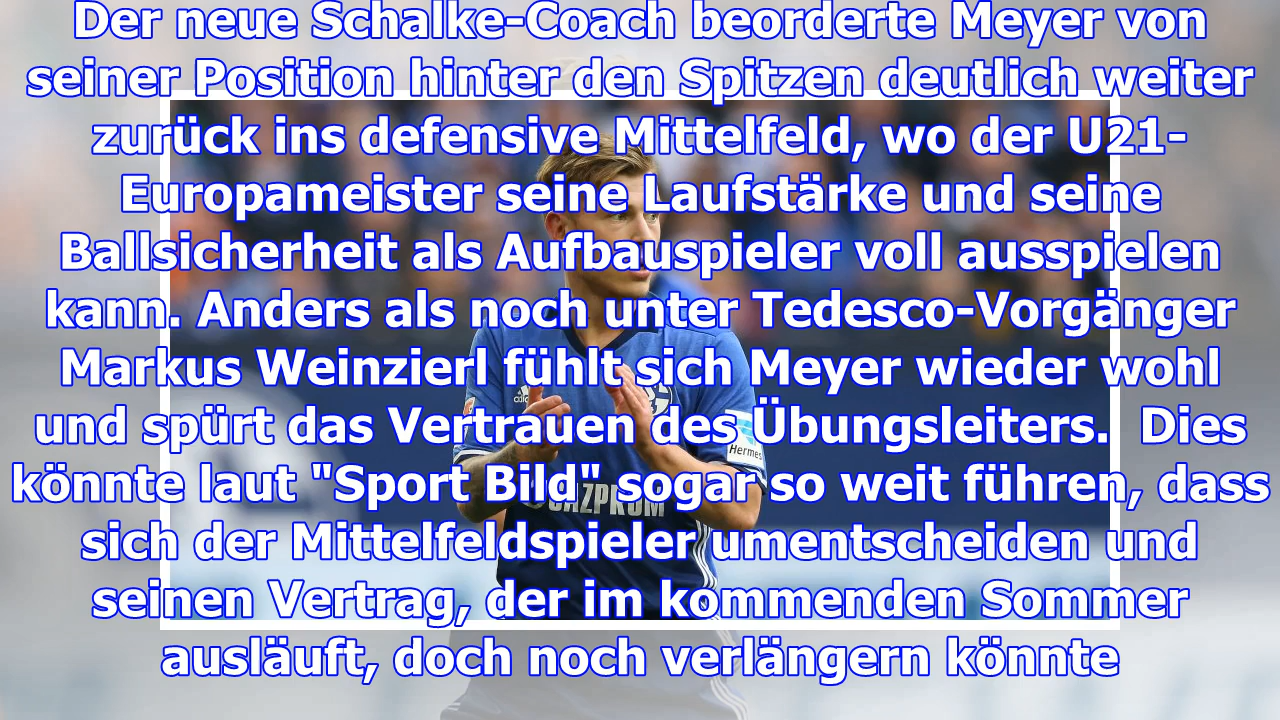 Der neue Schalke-Coach beorderte Meyer von
seiner Position hinter den Spitzen deutlich weiter
zurück ins defensive Mittelfeld, wo der U21-
Europameister seine Laufstärke und seine
Ballsicherheit als Aufbauspieler voll ausspielen
kann. Anders als noch unter Tedesco-Vorgänger
Markus Weinzierl fühlt sich Meyer wieder wohl
und spürt das Vertrauen des Übungsleiters.  Dies
Hermes
könnte laut "Sport Bild" sogar so weit führen, dass
GAZPROM
sich der Mittelfeldspieler umentscheiden und
seinen Vertrag, der im kommenden Sommer
ausläuft, doch noch verlängern könnte